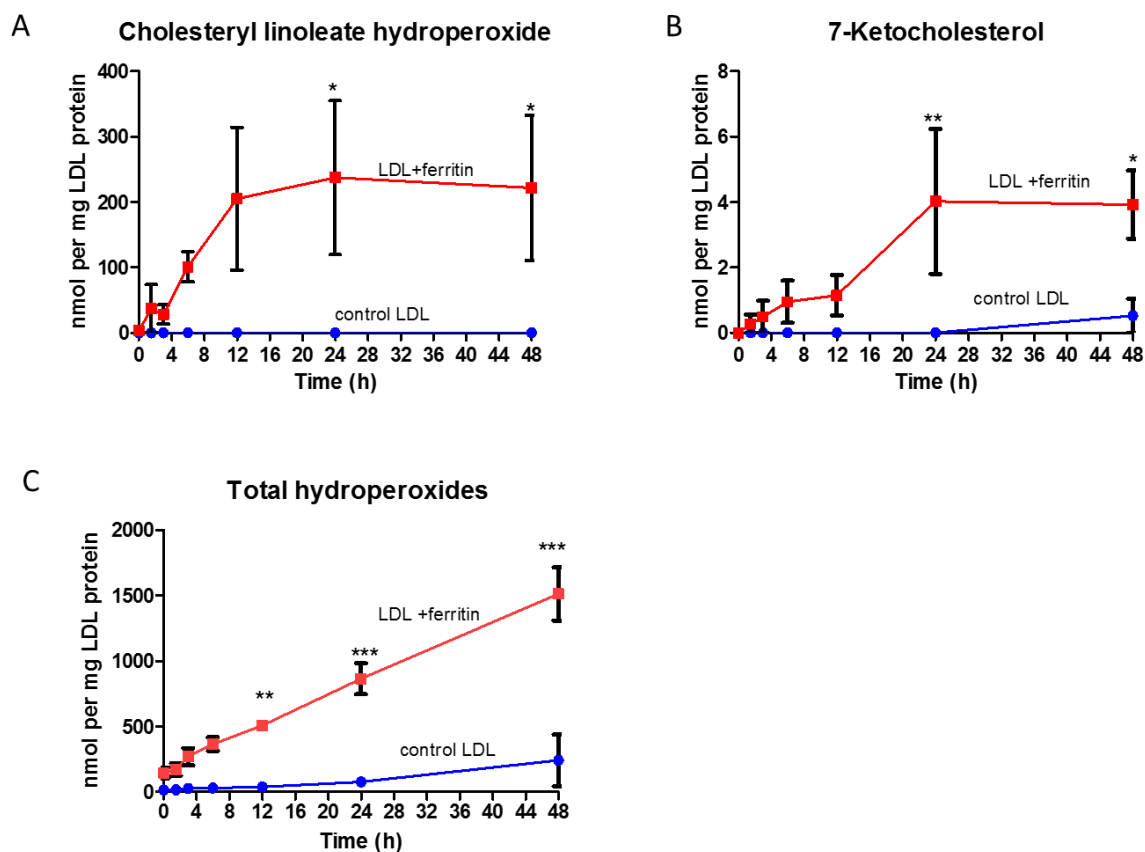 A
Cholesteryl linoleate hydroperoxide
nmol per mg LDL protein
400
300
200
100
0
*
*
LDL+ferritin
control LDL
0 4 8 12 16 20 24 28 32 36 40 44 48
Time (h)
B
7-Ketocholesterol
nmol per mg LDL protein
8
6
4
2
0
**
*
LDL +ferritin
control LDL
0 4 8 12 16 20 24 28 32 36 40 44 48
Time (h)
C
Total hydroperoxides
nmol per mg LDL protein
2000
1500
1000
500
0
***
LDL +ferritin
***
**
control LDL
0 4 8 12 16 20 24 28 32 36 40 44 48
Time (h)